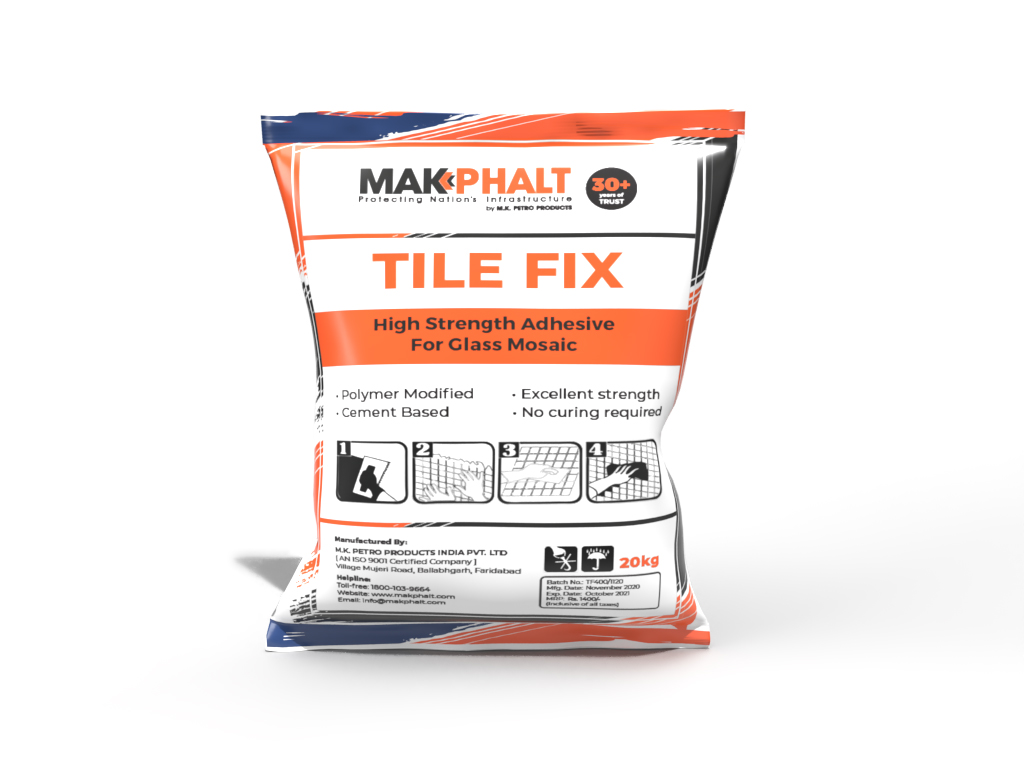 MAKPHALT
Protecting Nation's Infrastructure
by M.K. PETRO PRODUCTS
30+
years of
TRUST
TILE FIX
High Strength Adhesive
For Glass Mosaic
• Polymer Modified
• Cement Based
• Excellent strength
• No curing required
1
2
3
4
Manufactured By:
M.K. PETRO PRODUCTS INDIA PVT. LTD
[ AN ISO 9001 Certified Company ]
Village Mujeri Road, Ballabhgarh, Faridabad
Helpline:
Toll-free: 1800-103-9664
Website: www.makphalt.com
Email: info@makphalt.com
20kg
Batch No.: TF400/1120
Mfg. Date: November 2020
Exp. Date: October 2021
MRP: Rs. 1400/-
(Inclusive of all taxes)